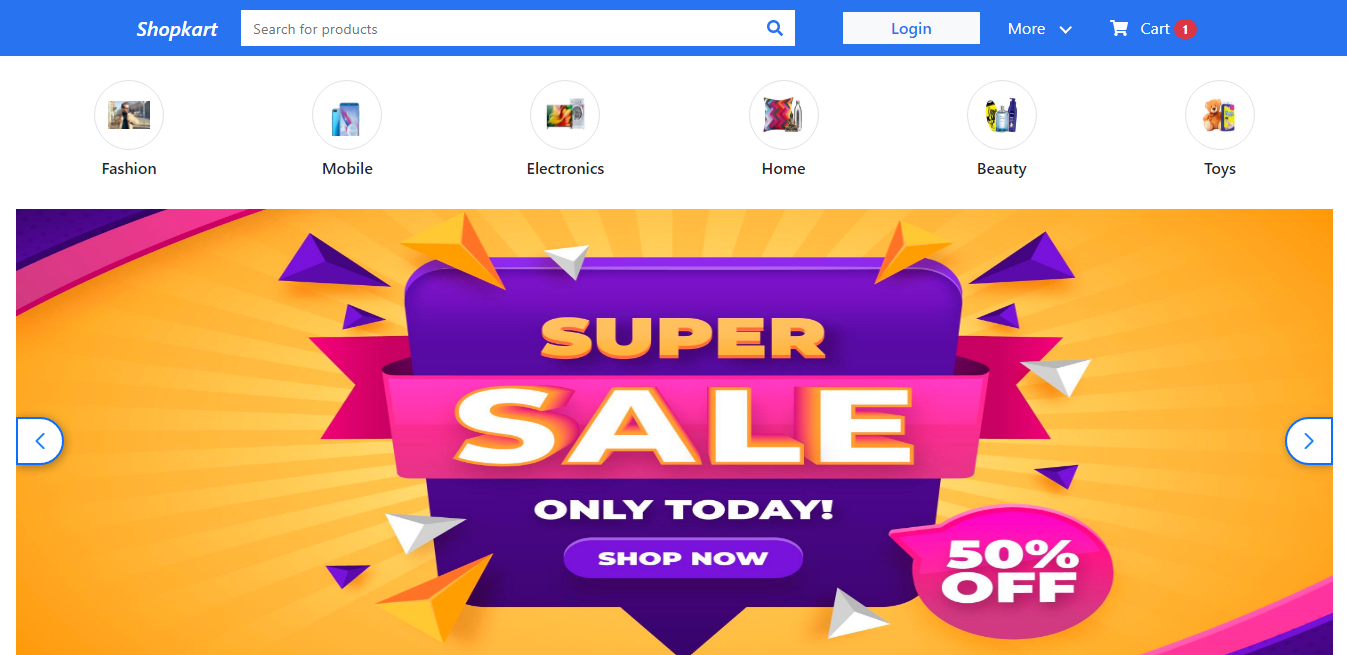 Shopkart
Search for products
Login
More
Cart 1
Fashion
Mobile
Electronics
Home
Beauty
Toys
SUPER
SALE
ONLY TODAY!
SHOP NOW
50%
OFF